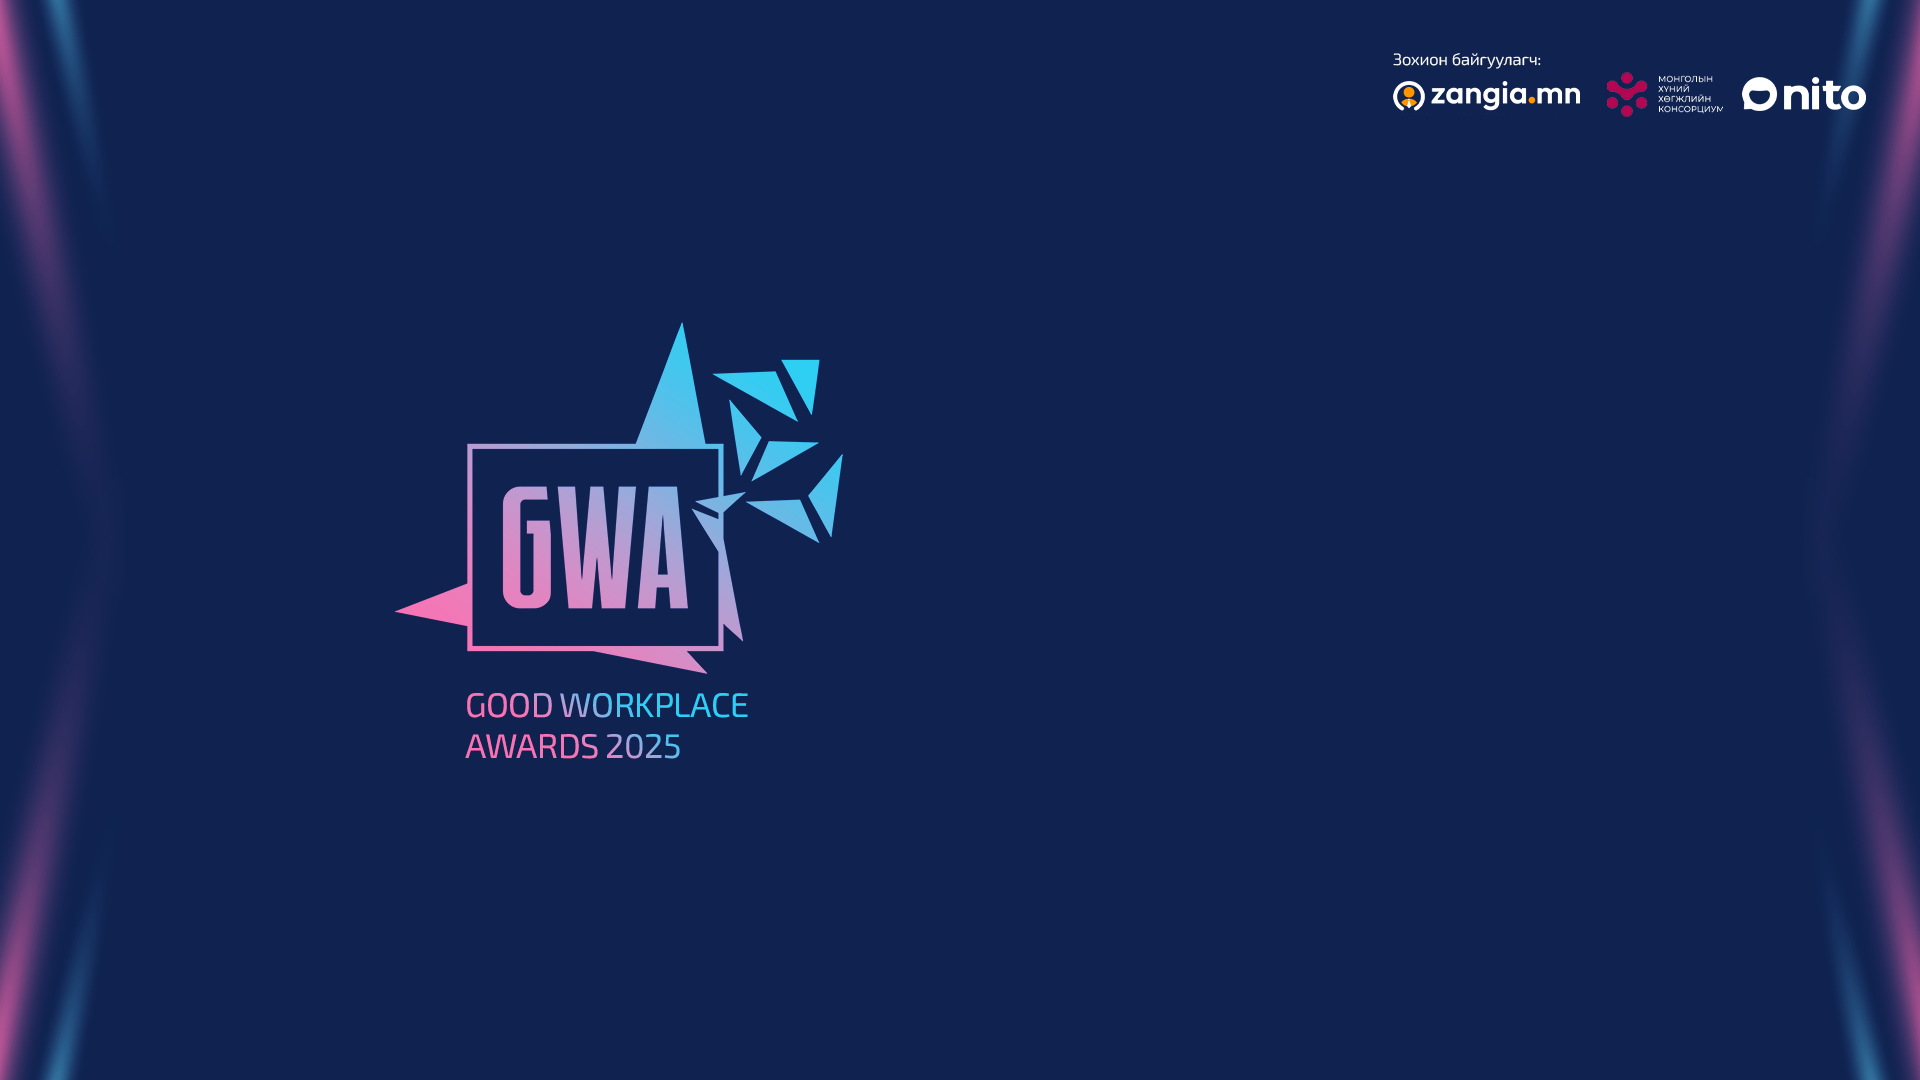 Зохион байгуулагч:
zangia.mn
МОНГОЛЫН
ХҮНИЙ
ХӨГЖЛИЙН
КОНСОРЦИУМ
nito
GWA
GOOD WORKPLACE
AWARDS 2025